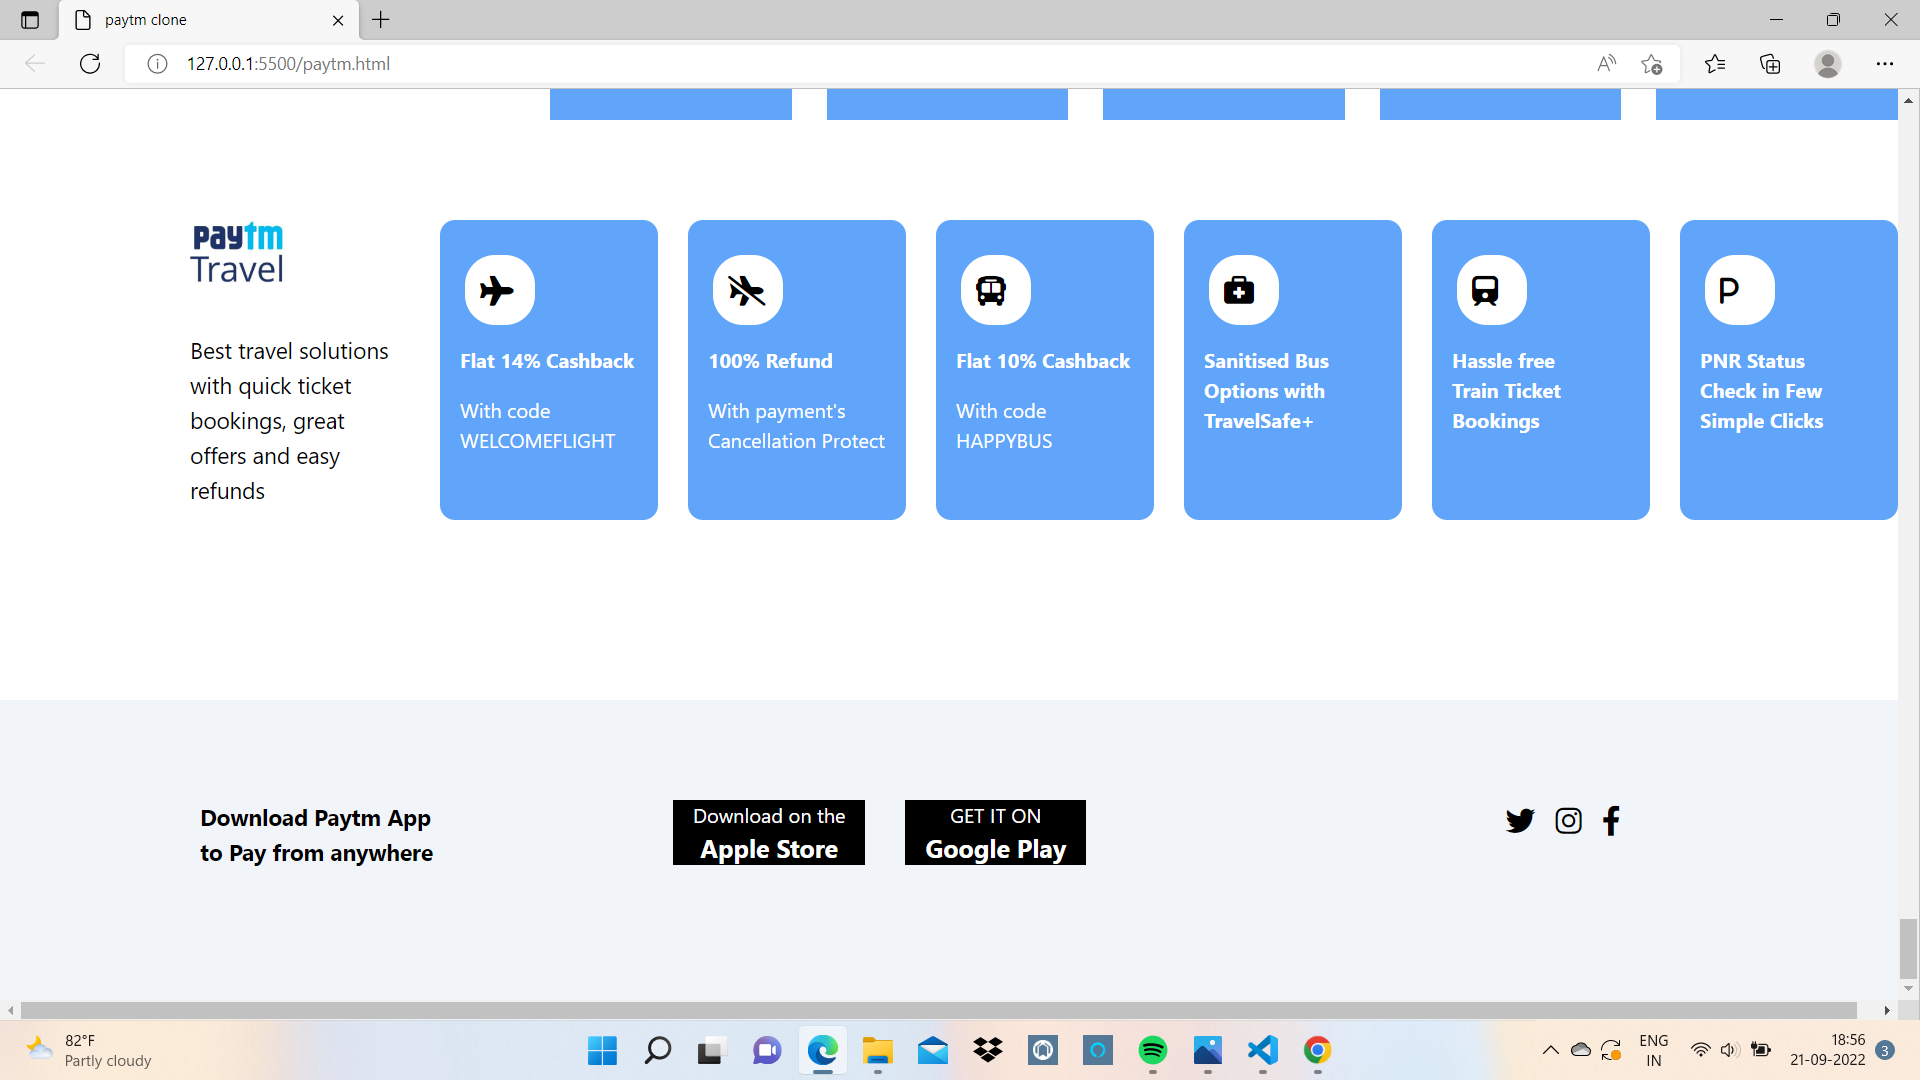 paytm clone
127.0.0.1:5500/paytm.html
paytm
Travel
Best travel solutions
with quick ticket
bookings, great
offers and easy
refunds
Flat 14% Cashback
With code
WELCOMEFLIGHT
100% Refund
With payment's
Cancellation Protect
Flat 10% Cashback
With code
HAPPYBUS
Sanitised Bus
Options with
TravelSafe+
Hassle free
Train Ticket
Bookings
P
PNR Status
Check in Few
Simple Clicks
Download Paytm App
to Pay from anywhere
Download on the
Apple Store
GET IT ON
Google Play
82°F
Partly cloudy
ENG
IN
18:56
21-09-2022
3